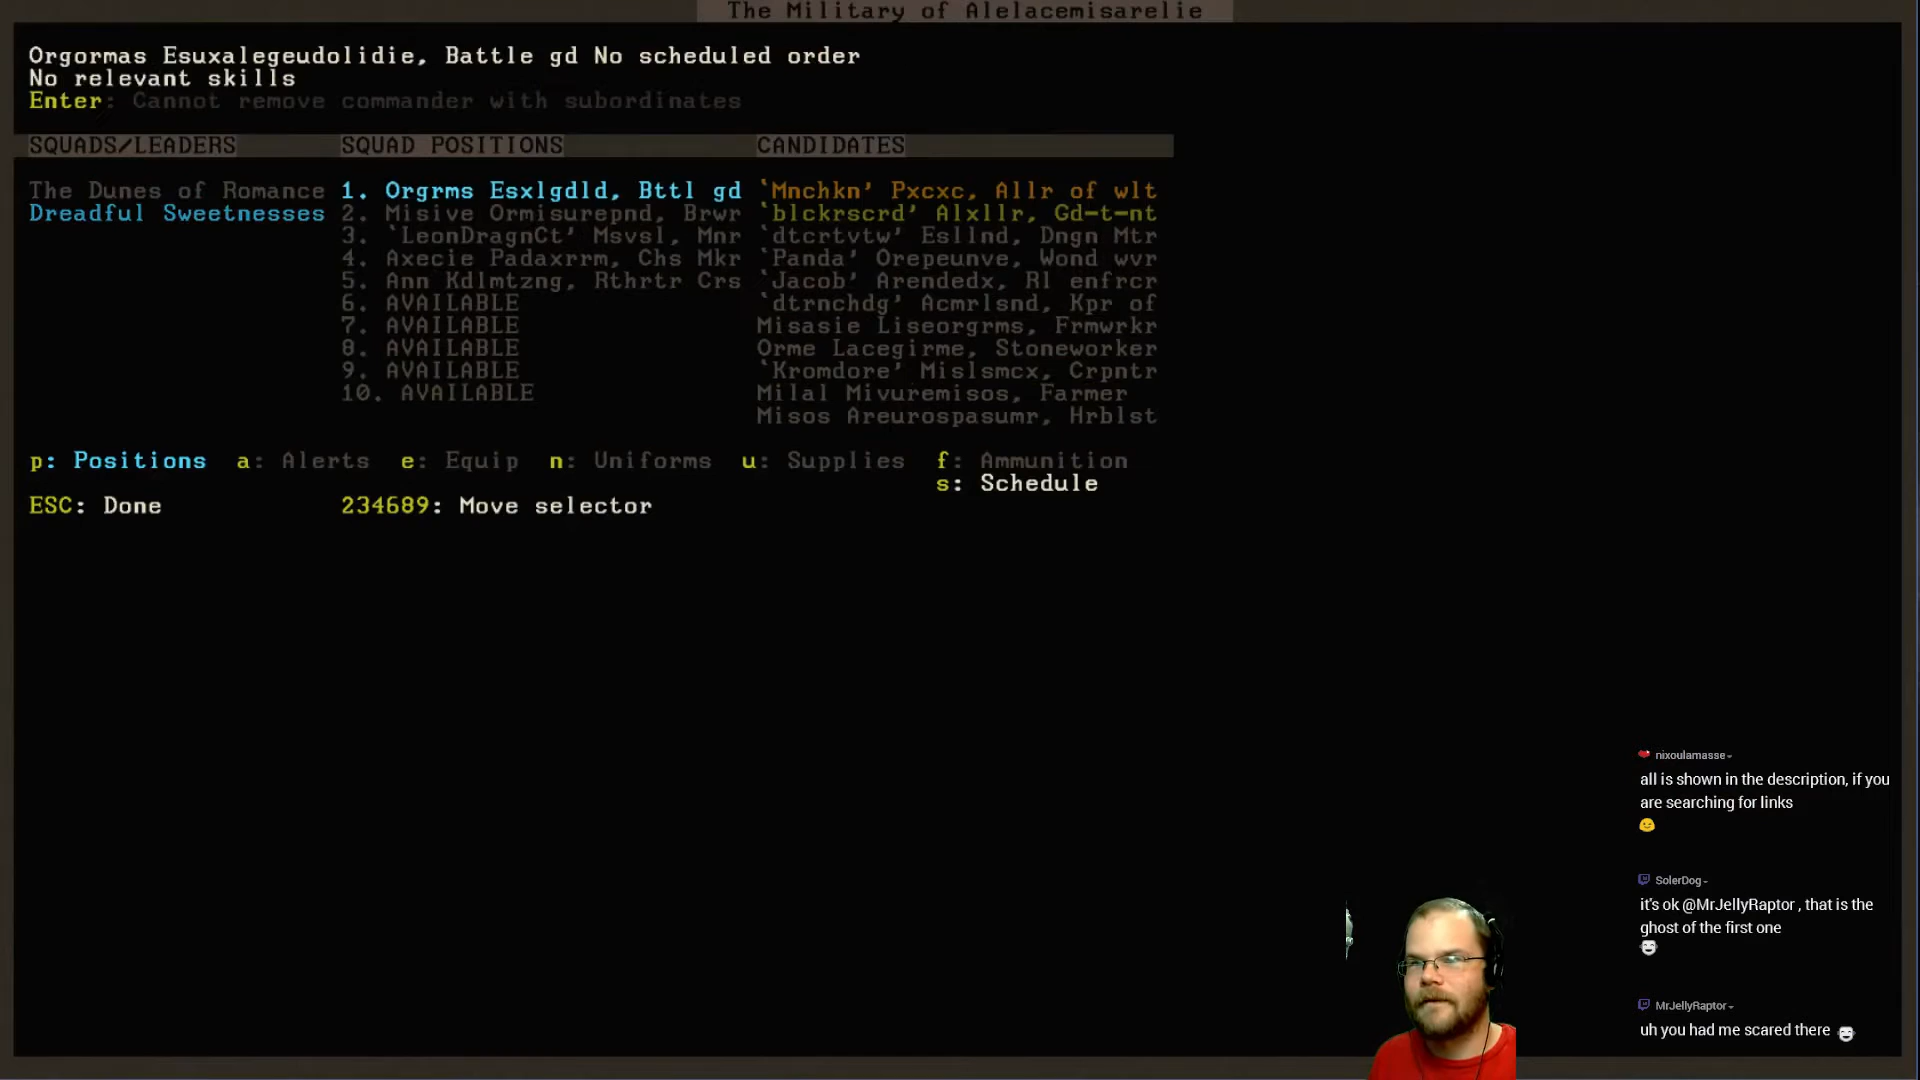 The Military of Alelacemisarelie
Orgormas Esuxalegeudolidie, Battle gd No scheduled order
No relevant skills
Enter: Cannot remove commander with subordinates
SQUADS/LEADERS SQUAD POSITIONS CANDIDATES
The Dunes of Romance 1. Orgrms Esxlgdld, Bttl gd `Mnchkn' Pxcxc, Allr of wlt
Dreadful Sweetnesses 2. Misive Ormisurepnd, Brwr `blckrscrd' Alxllr, Gd-t-nt
3. `LeonDragnCt' Msvsl, Mnr `dtcrtvtw' Esllnd, Dngn Mtr
4. Axecie Padaxrrm, Chs Mkr `Panda' Orepeunve, Wond wvr
5. Ann Kdlmtzng, Rthrtr Crs `Jacob' Arendedx, Rl enfrcr
6. AVAILABLE `dtrnchdg' Acmrlsnd, Kpr of
7. AVAILABLE Misasie Liseorgrms, Frmwrkr
8. AVAILABLE Orme Lacegirme, Stoneworker
9. AVAILABLE `Kromdore' Mislsmcx, Crpntr
10. AVAILABLE Milal Mivuremisos, Farmer
Misos Areurospasumr, Hrblst
p: Positions a: Alerts e: Equip n: Uniforms u: Supplies f: Ammunition
s: Schedule
ESC: Done 234689: Move selector
nixoulamasse
all is shown in the description, if you
are searching for links
SolerDog
it's ok @MrJellyRaptor , that is the
ghost of the first one
MrJellyRaptor
uh you had me scared there